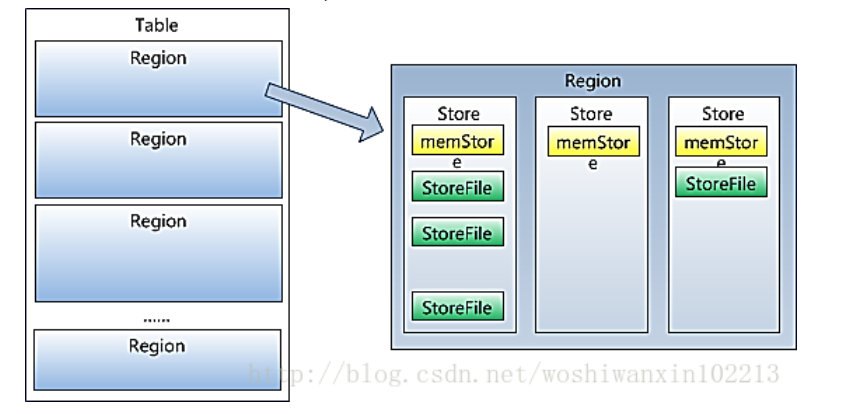 Table
Region
Region
Region
......
Region
Region
Store
memStor
e
StoreFile
StoreFile
StoreFile
Store
memStor
e
Store
memStor
e
StoreFile
http://blog.csdn.net/woshiwanxin102213